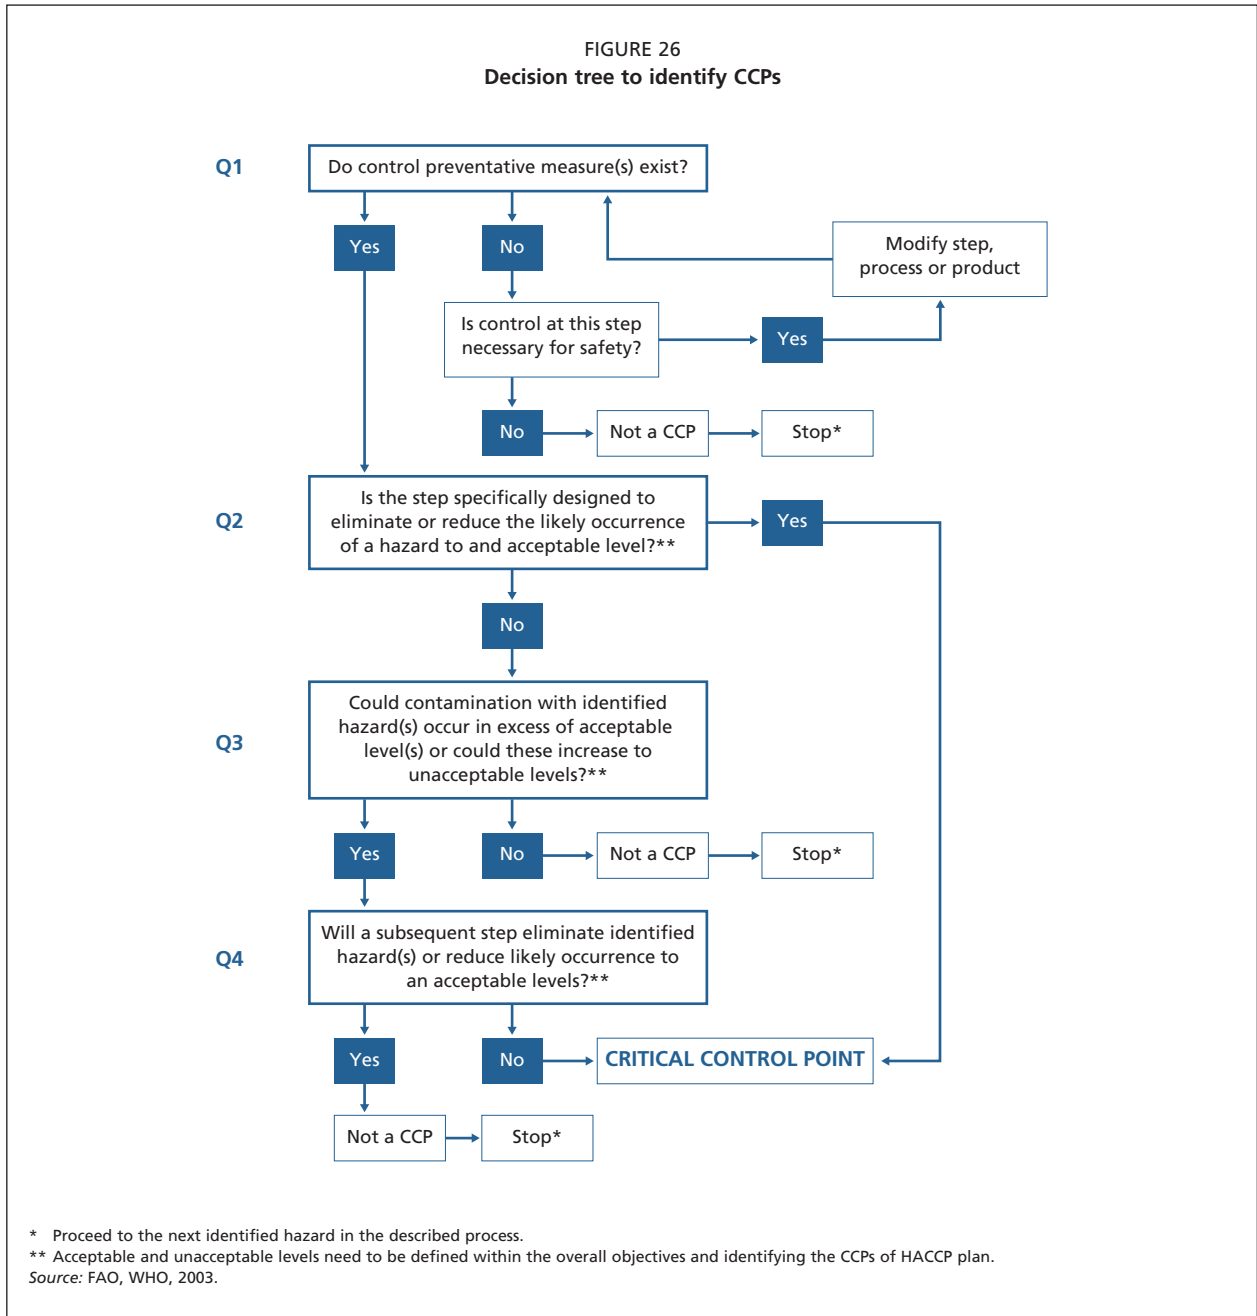 FIGURE 26
Decision tree to identify CCPs
Q1
Do control preventative measure(s) exist?
Yes
No
Modify step,
process or product
Is control at this step
necessary for safety?
Yes
No
Not a CCP
Stop*
Q2
Is the step specifically designed to
eliminate or reduce the likely occurrence
of a hazard to and acceptable level?**
Yes
No
Q3
Could contamination with identified
hazard(s) occur in excess of acceptable
level(s) or could these increase to
unacceptable levels?**
Yes
No
Not a CCP
Stop*
Q4
Will a subsequent step eliminate identified
hazard(s) or reduce likely occurrence to
an acceptable levels?**
Yes
No
CRITICAL CONTROL POINT
Not a CCP
Stop*
* Proceed to the next identified hazard in the described process.
** Acceptable and unacceptable levels need to be defined within the overall objectives and identifying the CCPs of HACCP plan.
Source: FAO, WHO, 2003.